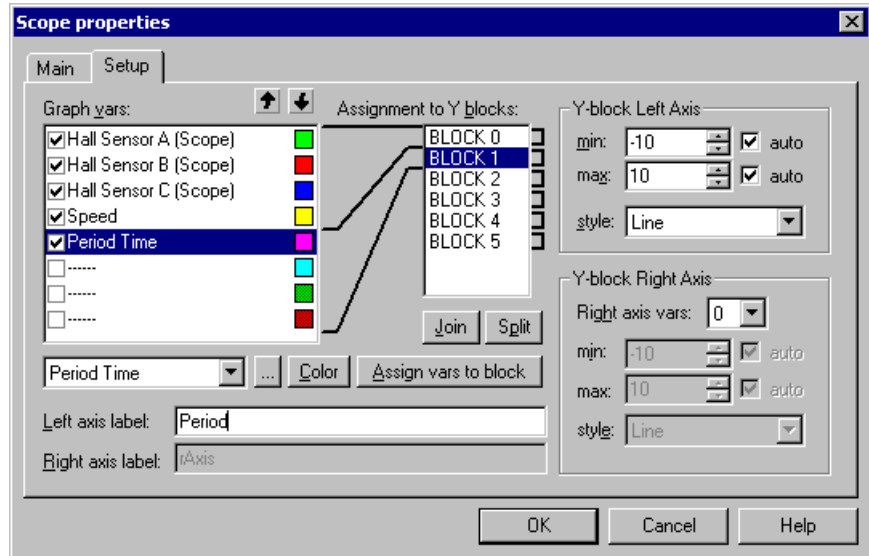 Scope properties
Main
Setup
Graph vars:
Assignment to Y blocks:
Hall Sensor A (Scope)
Hall Sensor B (Scope)
Hall Sensor C (Scope)
Speed
Period Time
------
------
------
BLOCK 0
BLOCK 1
BLOCK 2
BLOCK 3
BLOCK 4
BLOCK 5
Join
Split
Period Time
...
Color
Assign vars to block
Left axis label:
Period
Right axis label:
rAxis
Y-block Left Axis
min:
-10
auto
max:
10
auto
style:
Line
Y-block Right Axis
Right axis vars:
0
min:
-10
auto
max:
10
auto
style:
Line
OK
Cancel
Help